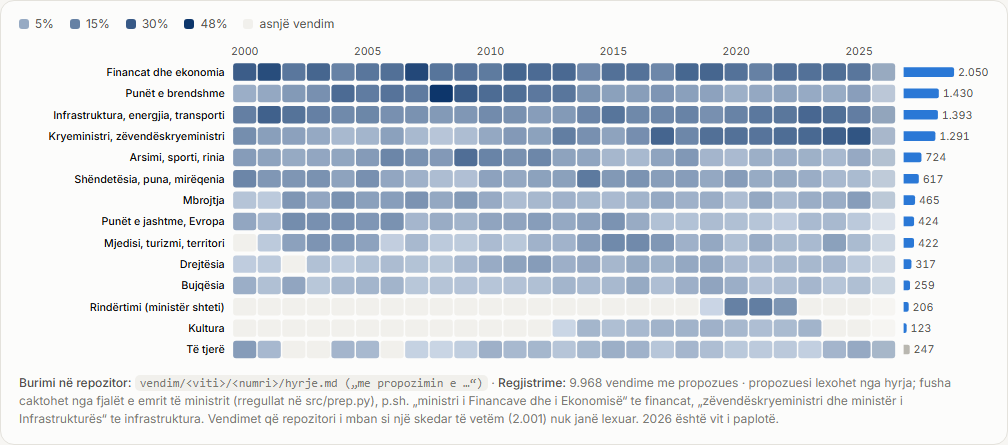 5% 15% 30% 48% asnjë vendim
2000 2005 2010 2015 2020 2025
Financat dhe ekonomia 2.050
Punët e brendshme 1.430
Infrastruktura, energjia, transporti 1.393
Kryeministri, zëvendëskryeministri 1.291
Arsimi, sporti, rinia 724
Shëndetësia, puna, mirëqenia 617
Mbrojtja 465
Punët e jashtme, Evropa 424
Mjedisi, turizmi, territori 422
Drejtësia 317
Bujqësia 259
Rindërtimi (ministër shteti) 206
Kultura 123
Të tjerë 247
Burimi në repozitor: vendim/<viti>/<numri>/hyrje.md („me propozimin e …“) · Regjistrime: 9.968 vendime me propozues · propozuesi lexohet nga hyrja; fusha
caktohet nga fjalët e emrit të ministrit (rregullat në src/prep.py), p.sh. „ministri i Financave dhe i Ekonomisë“ te financat, „zëvendëskryeministri dhe ministër i
Infrastrukturës“ te infrastruktura. Vendimet që repozitori i mban si një skedar të vetëm (2.001) nuk janë lexuar. 2026 është vit i paplotë.